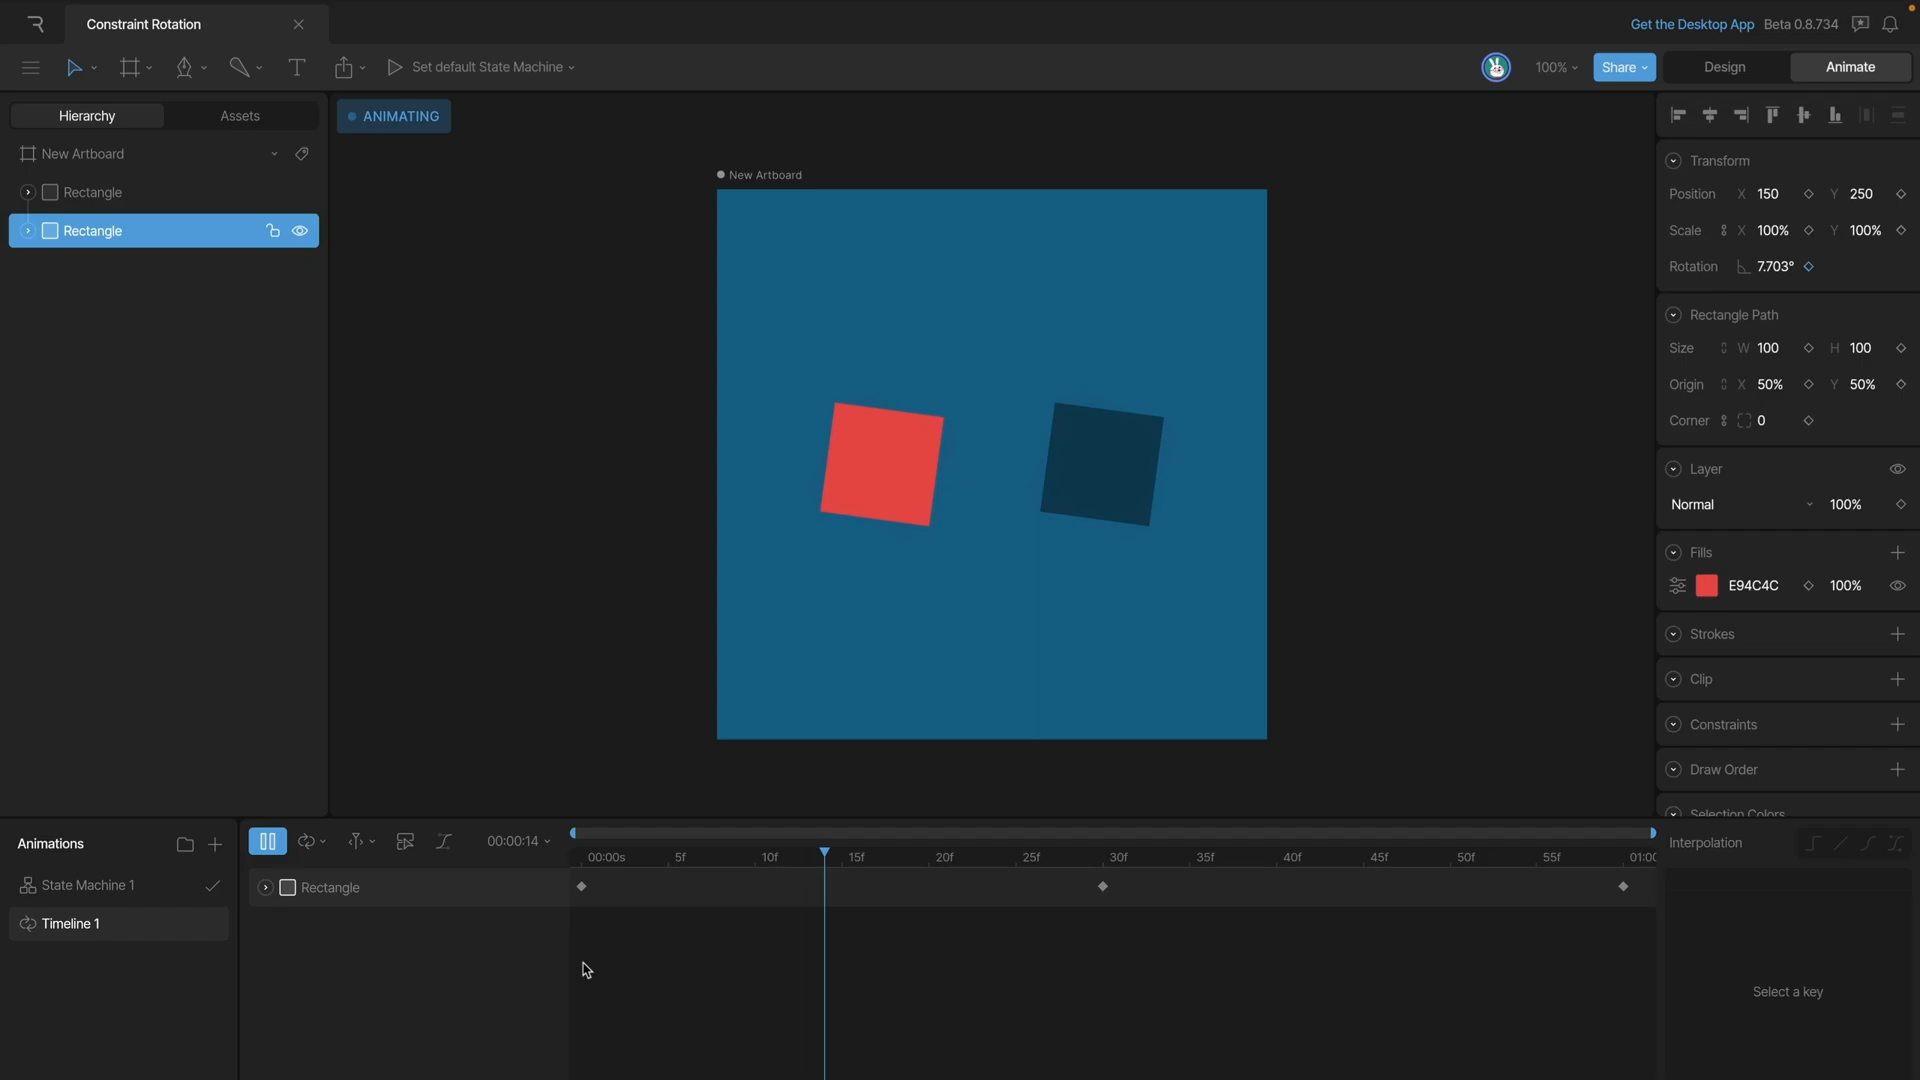 Constraint Rotation
Get the Desktop App Beta 0.8.734
Set default State Machine
100% Share Design Animate
Hierarchy Assets
ANIMATING
New Artboard
Rectangle
Rectangle
New Artboard
Transform
Position X 150 Y 250
Scale X 100% Y 100%
Rotation 7.703°
Rectangle Path
Size W 100 H 100
Origin X 50% Y 50%
Corner 0
Layer
Normal 100%
Fills
E94C4C 100%
Strokes
Clip
Constraints
Draw Order
Selection Colors
Animations
State Machine 1
Timeline 1
00:00:14
00:00s 5f 10f 15f 20f 25f 30f 35f 40f 45f 50f 55f 01:00
Rectangle
Interpolation
Select a key